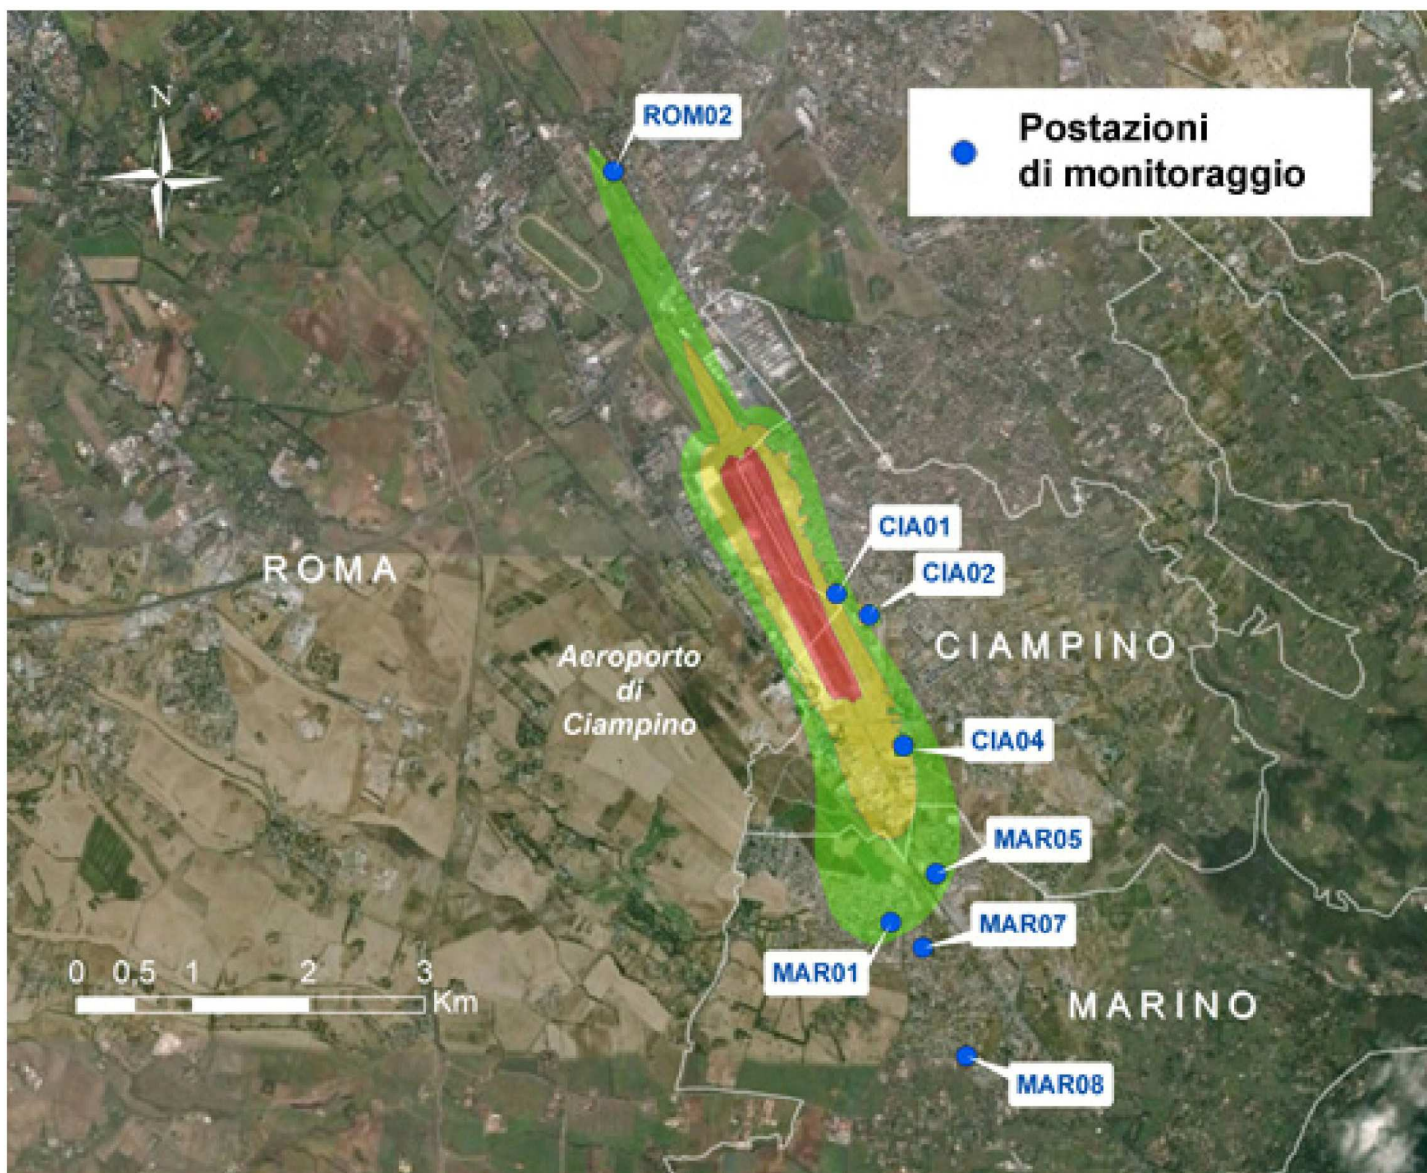 N
ROM02
Postazioni
di monitoraggio
CIA01
CIA02
ROMA
CIAMPINO
Aeroporto
di
Ciampino
CIA04
MAR05
MAR07
MAR01
0 0,5 1 2 3
Km
MARINO
MAR08